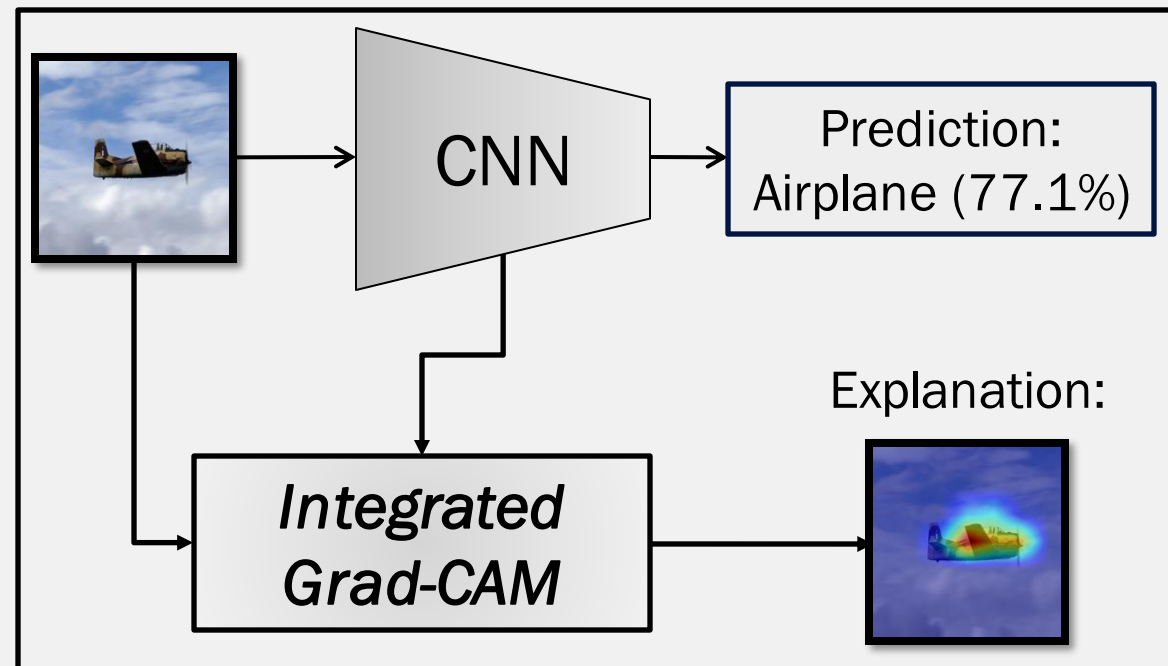 CNN
Prediction:
Airplane (77.1%)
Explanation:
Integrated
Grad-CAM